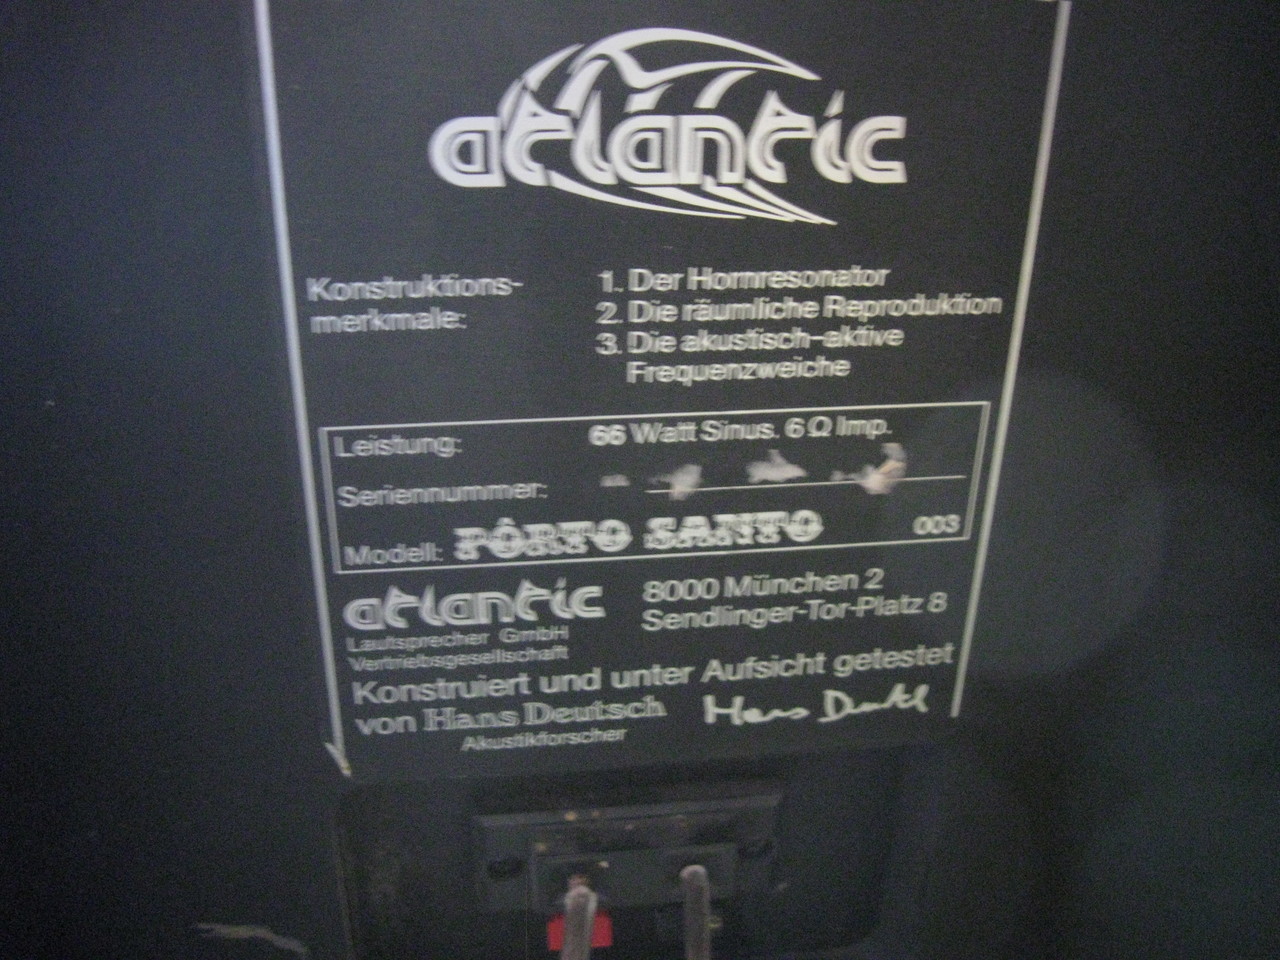 atlantic
Konstruktions-
merkmale:
1. Der Hornresonator
2. Die räumliche Reproduktion
3. Die akustisch-aktive
Frequenzweiche
Leistung: 66 Watt Sinus. 6 Ω Imp.
Seriennummer:
Modell: PÔRTO SANTO 003
atlantic
Lautsprecher GmbH
Vertriebsgesellschaft
8000 München 2
Sendlinger-Tor-Platz 8
Konstruiert und unter Aufsicht getestet
von Hans Deutsch
Akustikforscher
Hans Deutsch